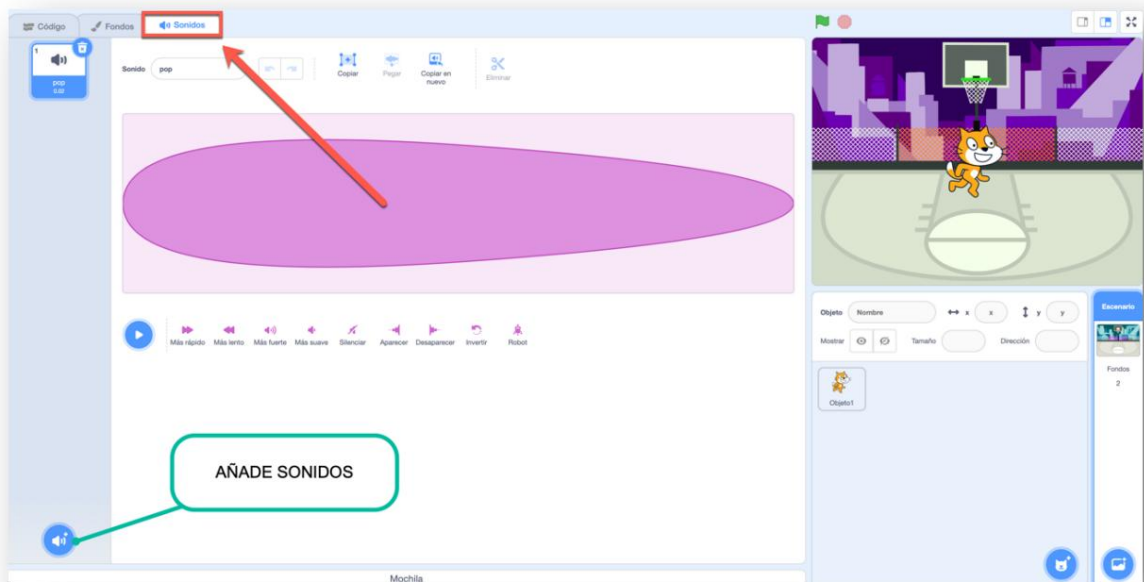 Código
Fondos
Sonidos
1
pop
0.02
Sonido
pop
Copiar
Pegar
Copiar en
nuevo
Eliminar
Más rápido
Más lento
Más fuerte
Más suave
Silenciar
Aparecer
Desaparecer
Invertir
Robot
AÑADE SONIDOS
Mochila
Objeto
Nombre
x
x
y
y
Mostrar
Tamaño
Dirección
Objeto1
Escenario
Fondos
2